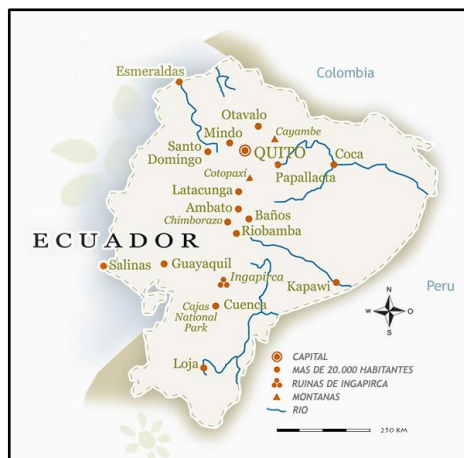 Esmeraldas
Colombia
Otavalo
Mindo
Cayambe
Santo
Domingo
QUITO
Coca
Papallacta
Cotopaxi
Latacunga
Ambato
Baños
Chimborazo
Riobamba
ECUADOR
Salinas
Guayaquil
Ingapirca
Kapawi
Peru
Cajas
National
Park
Cuenca
Loja
N
W
O
S
CAPITAL
MAS DE 20.000 HABITANTES
RUINAS DE INGAPIRCA
MONTANAS
RIO
250 KM